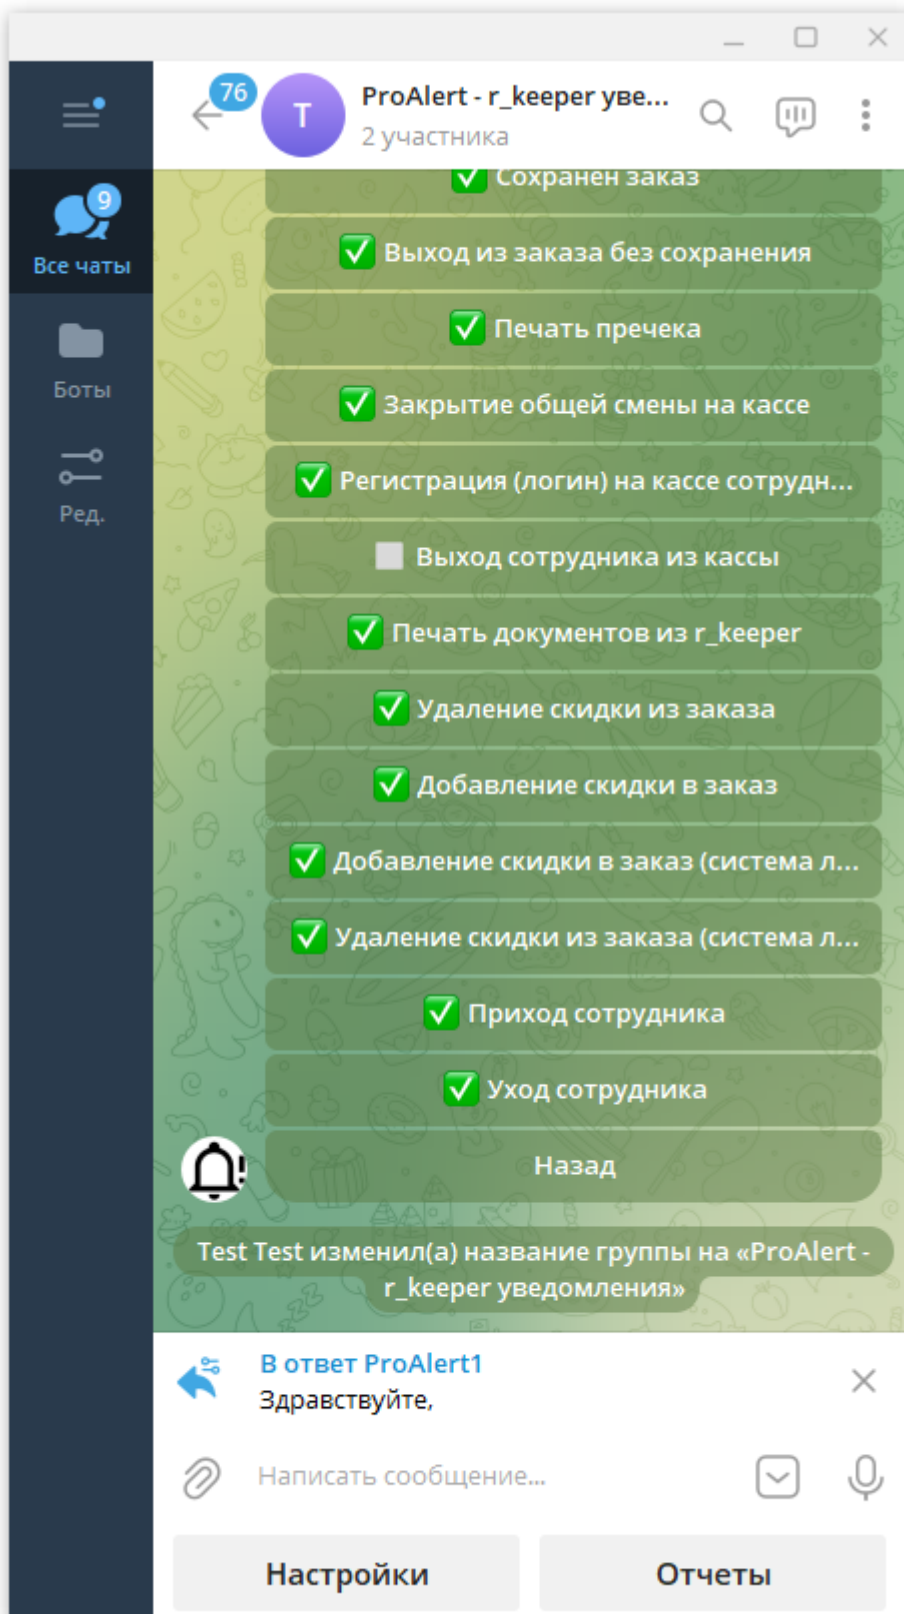 76
T
ProAlert - r_keeper уве...
2 участника
9
Все чаты
Боты
Ред.
Сохранен заказ
Выход из заказа без сохранения
Печать пречека
Закрытие общей смены на кассе
Регистрация (логин) на кассе сотрудн...
Выход сотрудника из кассы
Печать документов из r_keeper
Удаление скидки из заказа
Добавление скидки в заказ
Добавление скидки в заказ (система л...
Удаление скидки из заказа (система л...
Приход сотрудника
Уход сотрудника
Назад
Test Test изменил(а) название группы на «ProAlert -
r_keeper уведомления»
В ответ ProAlert1
Здравствуйте,
Написать сообщение...
Настройки
Отчеты